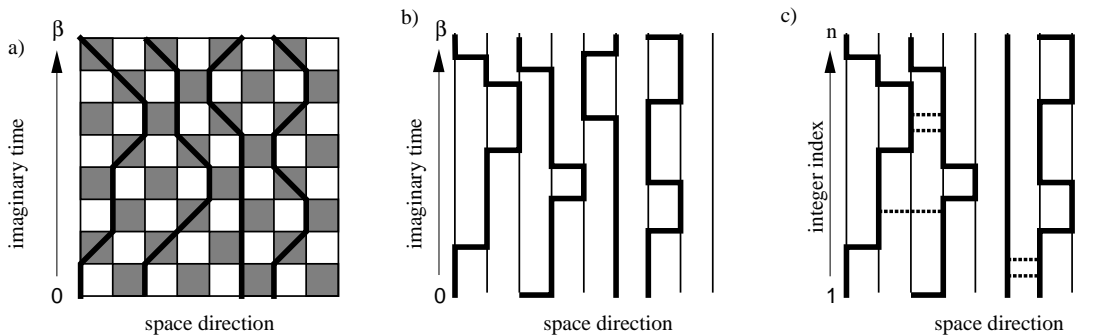 a)
β
imaginary time
0
space direction
b)
β
imaginary time
0
space direction
c)
n
integer index
1
space direction